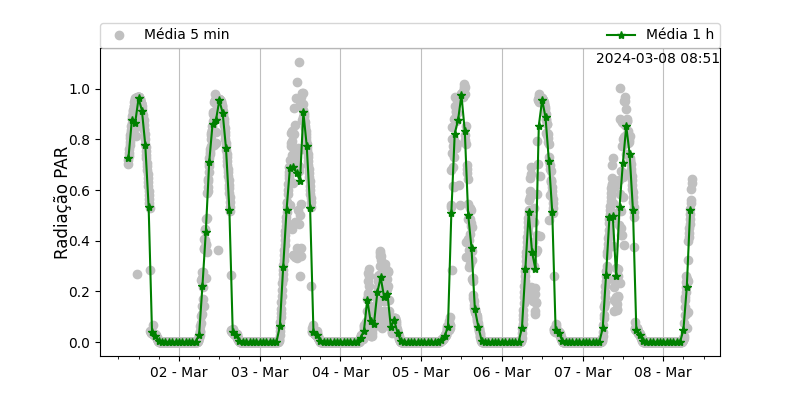 Média 5 min
Média 1 h
2024-03-08 08:51
Radiação PAR
1.0
0.8
0.6
0.4
0.2
0.0
02 - Mar
03 - Mar
04 - Mar
05 - Mar
06 - Mar
07 - Mar
08 - Mar